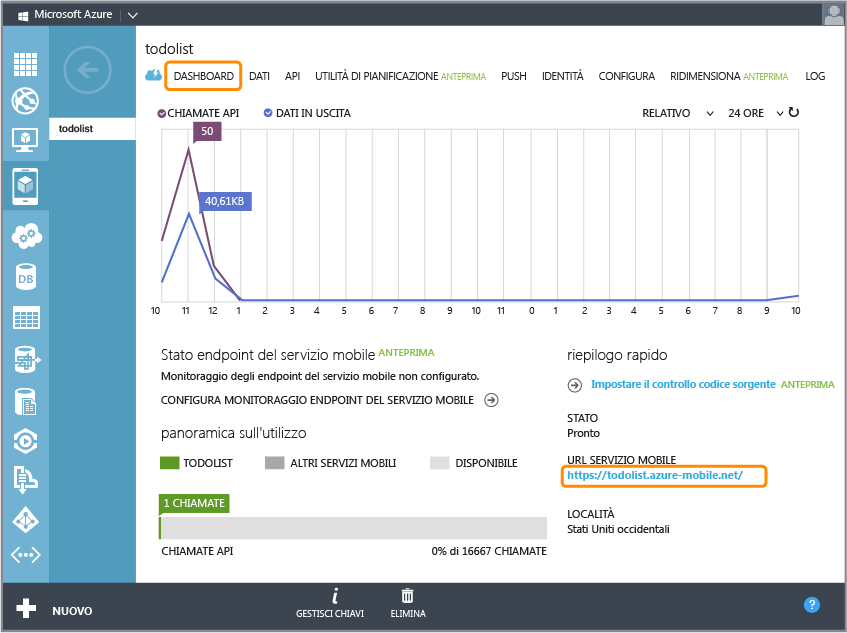 Microsoft Azure
todolist
todolist
DASHBOARD DATI API UTILITÀ DI PIANIFICAZIONE ANTEPRIMA PUSH IDENTITÀ CONFIGURA RIDIMENSIONA ANTEPRIMA LOG
CHIAMATE API DATI IN USCITA RELATIVO 24 ORE
50
40,61KB
10 11 12 1 2 3 4 5 6 7 8 9 10 11 0 1 2 3 4 5 6 7 8 9 10
Stato endpoint del servizio mobile ANTEPRIMA
Monitoraggio degli endpoint del servizio mobile non configurato.
CONFIGURA MONITORAGGIO ENDPOINT DEL SERVIZIO MOBILE
panoramica sull'utilizzo
TODOLIST ALTRI SERVIZI MOBILI DISPONIBILE
1 CHIAMATE
CHIAMATE API 0% di 16667 CHIAMATE
riepilogo rapido
Impostare il controllo codice sorgente ANTEPRIMA
STATO
Pronto
URL SERVIZIO MOBILE
https://todolist.azure-mobile.net/
LOCALITÀ
Stati Uniti occidentali
DB
NUOVO
GESTISCI CHIAVI
ELIMINA
?